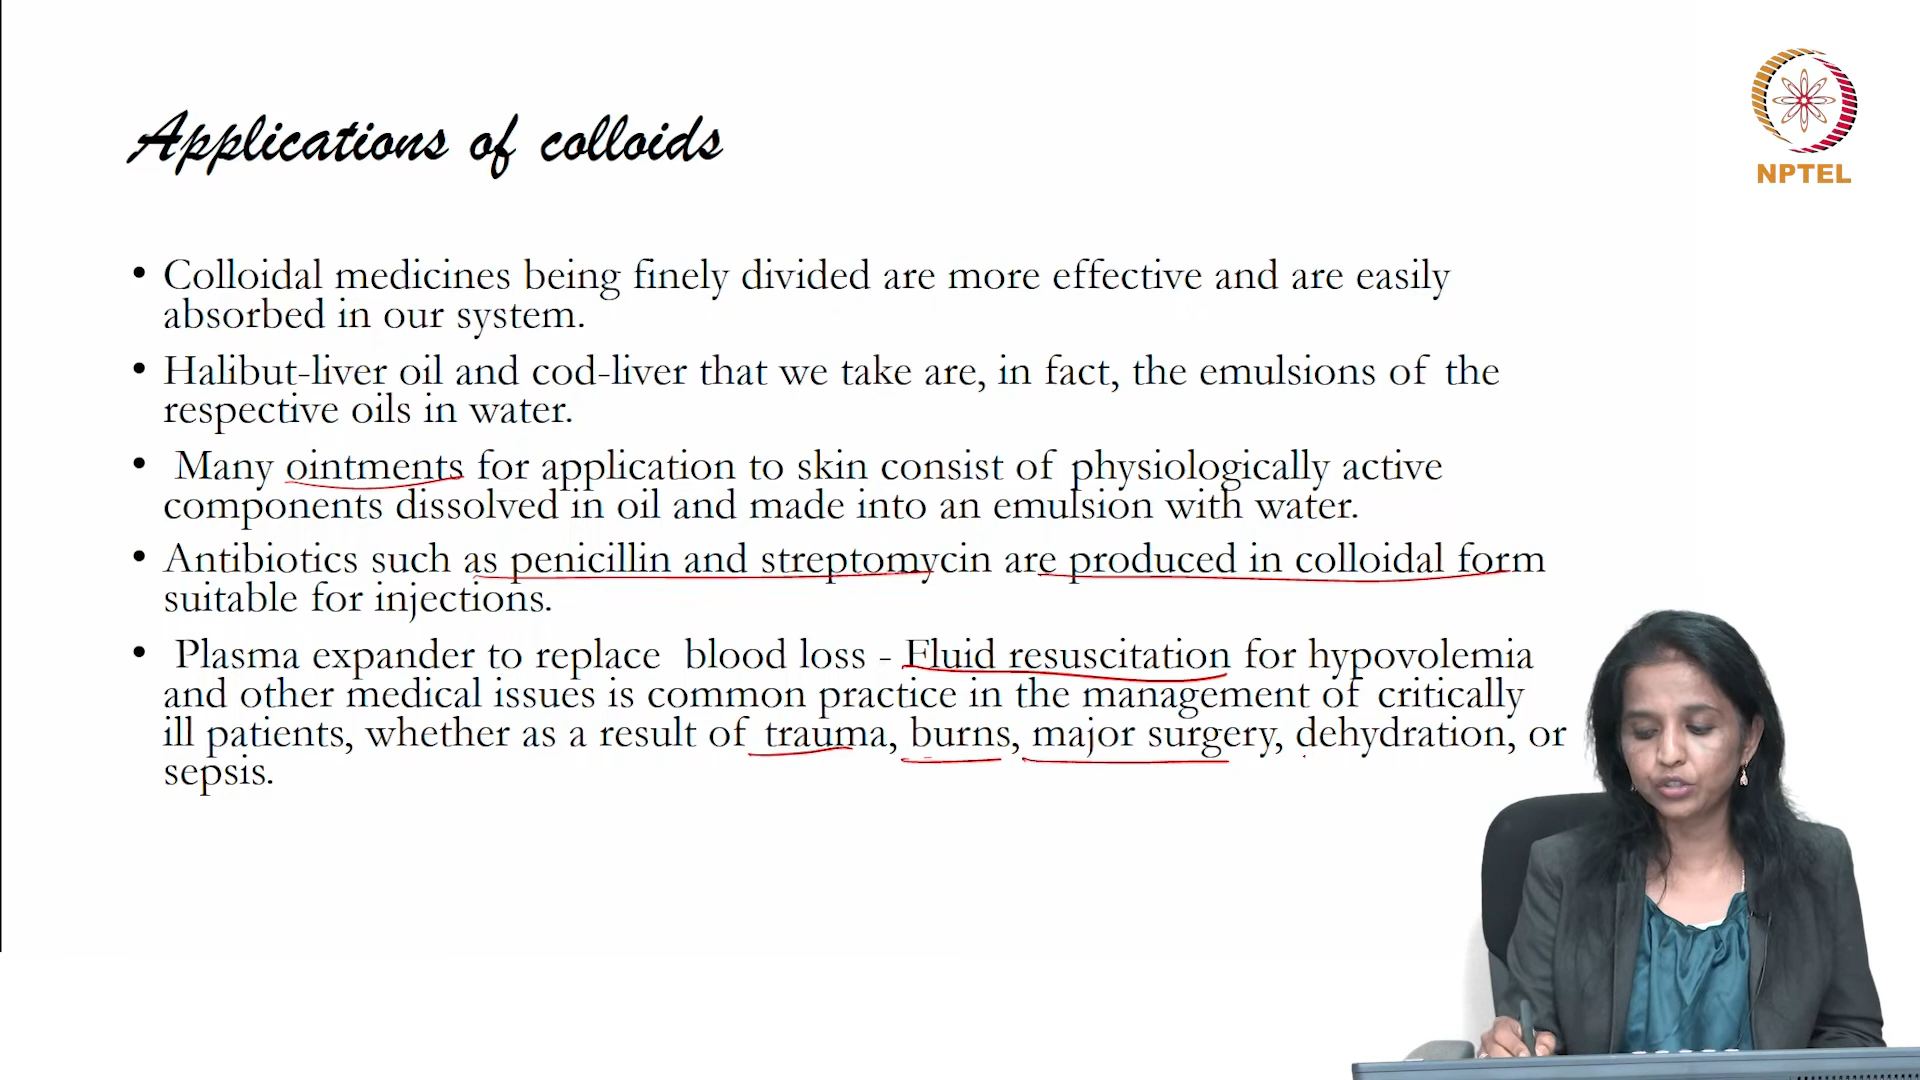 Applications of colloids
NPTEL
• Colloidal medicines being finely divided are more effective and are easily
absorbed in our system.
• Halibut-liver oil and cod-liver that we take are, in fact, the emulsions of the
respective oils in water.
• Many ointments for application to skin consist of physiologically active
components dissolved in oil and made into an emulsion with water.
• Antibiotics such as penicillin and streptomycin are produced in colloidal form
suitable for injections.
• Plasma expander to replace blood loss - Fluid resuscitation for hypovolemia
and other medical issues is common practice in the management of critically
ill patients, whether as a result of trauma, burns, major surgery, dehydration, or
sepsis.